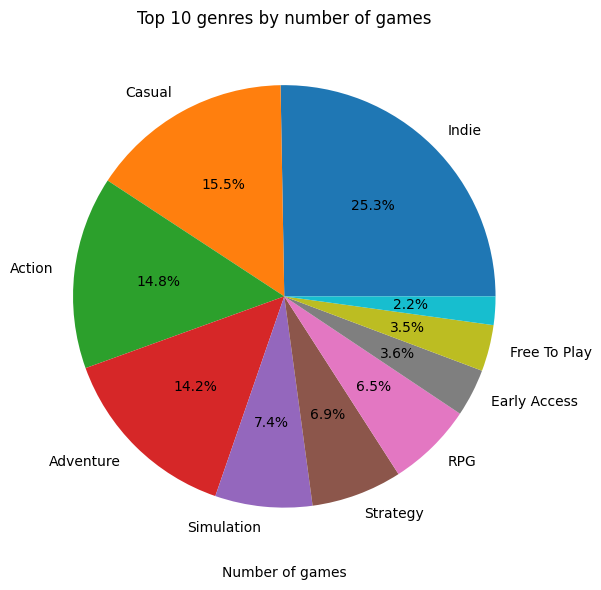 Top 10 genres by number of games
Casual
Indie
15.5%
25.3%
Action
14.8%
2.2%
3.5%
Free To Play
3.6%
Early Access
14.2%
6.5%
7.4%
6.9%
Adventure
RPG
Simulation
Strategy
Number of games